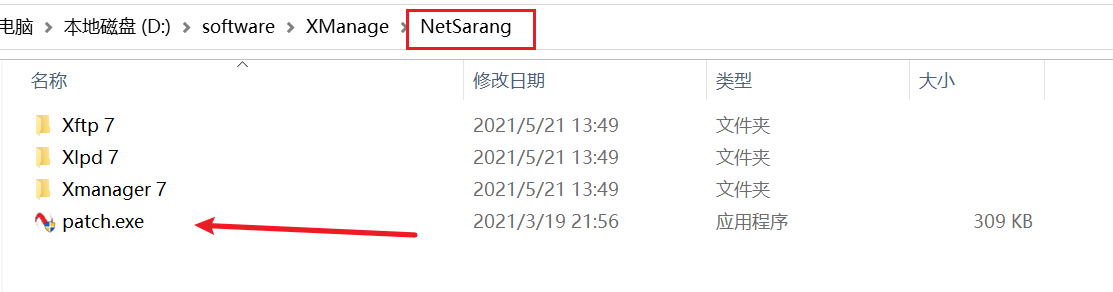 电脑 > 本地磁盘 (D:) > software > XManage > NetSarang
名称 修改日期 类型 大小
Xftp 7 2021/5/21 13:49 文件夹
Xlpd 7 2021/5/21 13:49 文件夹
Xmanager 7 2021/5/21 13:49 文件夹
patch.exe 2021/3/19 21:56 应用程序 309 KB